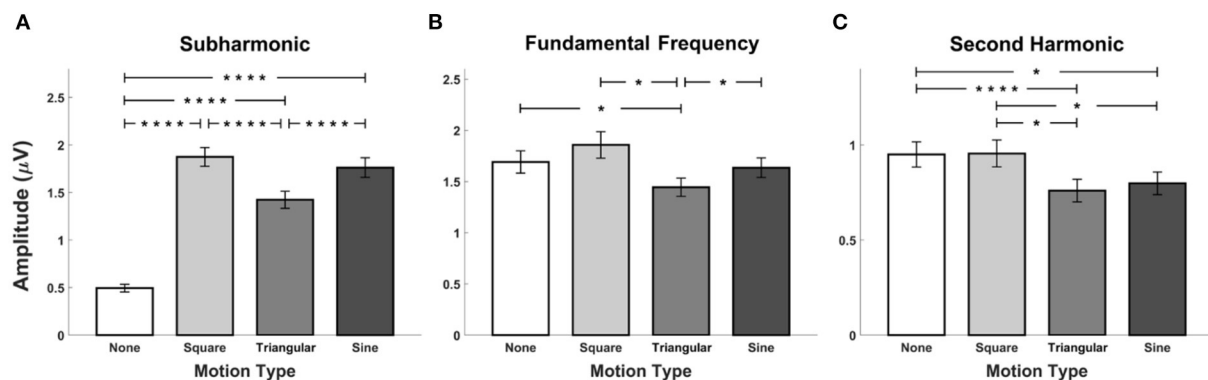 A
Subharmonic
Amplitude (μV)
2.5
2
1.5
1
0.5
0
* * * *
* * * *
* * * * * * * * * * * *
None Square Triangular Sine
Motion Type
B
Fundamental Frequency
2.5
2
1.5
1
0.5
0
* *
*
None Square Triangular Sine
Motion Type
C
Second Harmonic
1
0.5
0
*
* * * *
*
*
None Square Triangular Sine
Motion Type